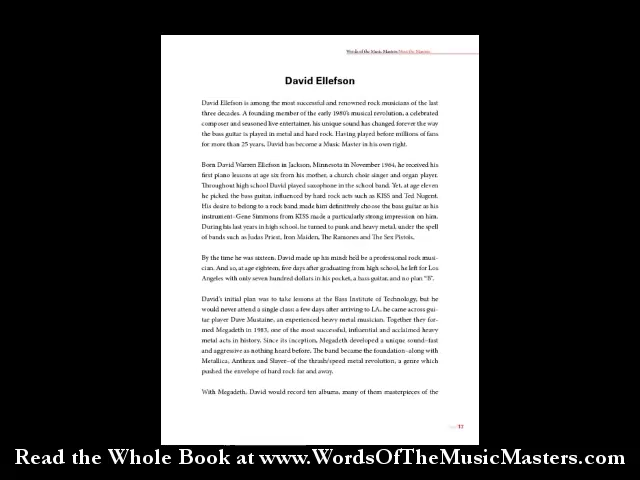 Words of the Music Masters
David Ellefson
David Ellefson is among the most successful and renowned rock musicians of the last
three decades. A founding member of the early 1980's musical revolution, a celebrated
composer and seasoned live entertainer, his unique sound has changed forever the way
the bass guitar is played in metal and hard rock. Having played before millions of fans
for more than 25 years, David has become a Music Master in his own right.
Born David Warren Ellefson in Jackson, Minnesota in November 1964, he received his
first piano lessons at age six from his mother, a church choir singer and organ player.
Throughout high school David played saxophone in the school band. Yet, at age eleven
he picked the bass guitar, influenced by hard rock acts such as KISS and Ted Nugent.
His desire to belong to a rock band made him definitively choose the bass guitar as his
instrument–Gene Simmons from KISS made a particularly strong impression on him.
During his last years in high school, he turned to punk and heavy metal, under the spell
of bands such as Judas Priest, Iron Maiden, The Ramones and The Sex Pistols.
By the time he was sixteen, David made up his mind: he'd be a professional rock musi-
cian. And so, at age eighteen, five days after graduating from high school, he left for Los
Angeles with only seven hundred dollars in his pocket, a bass guitar, and no plan "B".
David's initial plan was to take lessons at the Bass Institute of Technology, but he
would never attend a single class: a few days after arriving to LA, he came across gui-
tar player Dave Mustaine, an experienced heavy metal musician. Together they for-
med Megadeth in 1983, one of the most successful, influential and acclaimed heavy
metal acts in history. Since its inception, Megadeth developed a unique sound–fast
and aggressive as nothing heard before. The band became the foundation–along with
Metallica, Anthrax and Slayer–of the thrash/speed metal revolution, a genre which
pushed the envelope of hard rock far and away.
With Megadeth, David would record ten albums, many of them masterpieces of the
17
Read the Whole Book at www.WordsOfTheMusicMasters.com